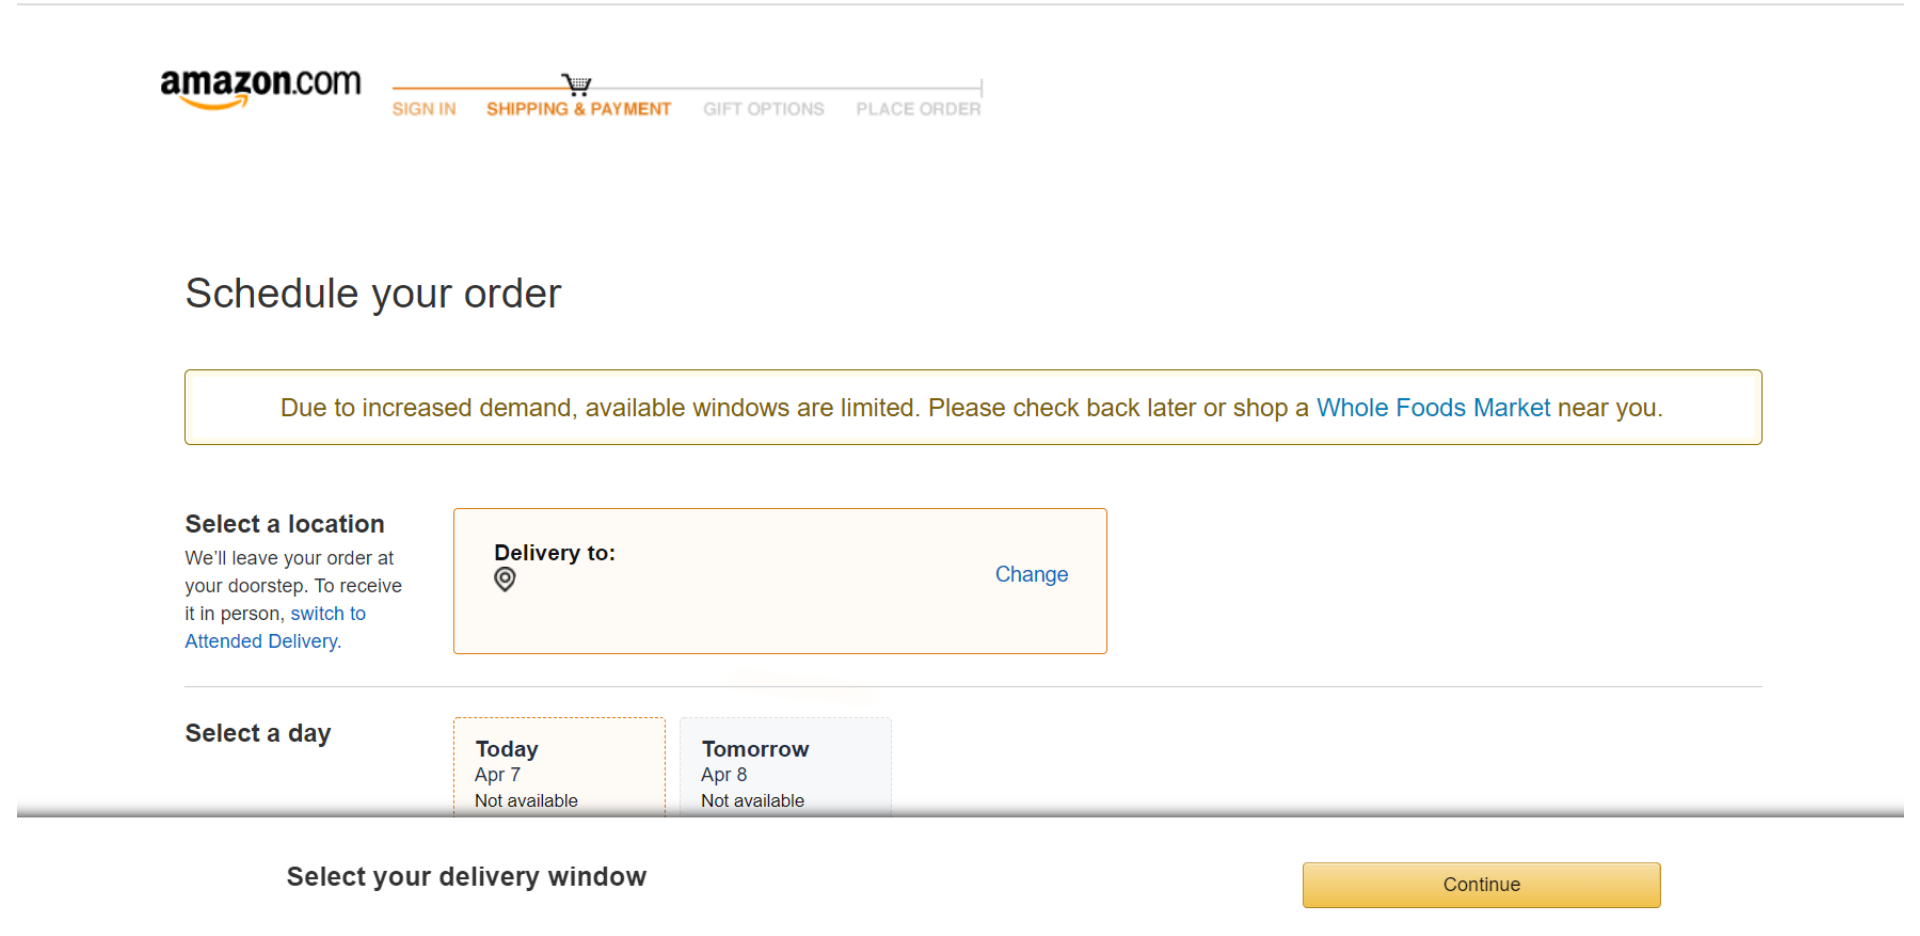 amazon.com
SIGN IN SHIPPING & PAYMENT GIFT OPTIONS PLACE ORDER
Schedule your order
Due to increased demand, available windows are limited. Please check back later or shop a Whole Foods Market near you.
Select a location
We'll leave your order at
your doorstep. To receive
it in person, switch to
Attended Delivery.
Delivery to:
Change
Select a day
Today
Apr 7
Not available
Tomorrow
Apr 8
Not available
Select your delivery window
Continue